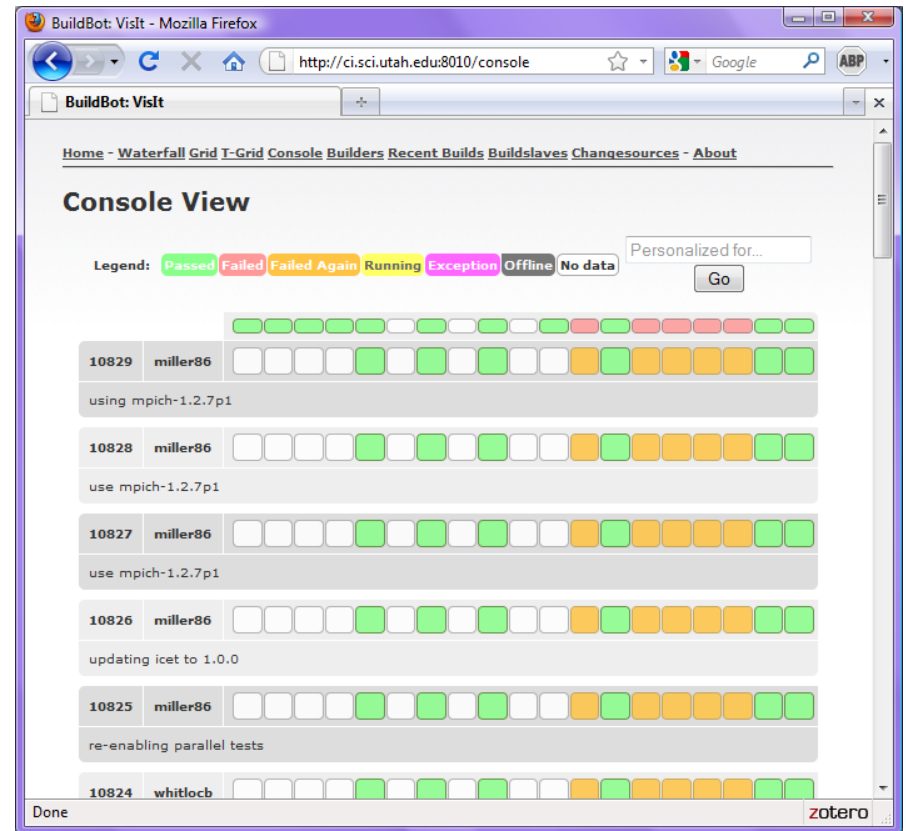 BuildBot: VisIt - Mozilla Firefox
http://ci.sci.utah.edu:8010/console
Google
ABP
BuildBot: VisIt
Home - Waterfall Grid T-Grid Console Builders Recent Builds Buildslaves Changesources - About
Console View
Legend: Passed Failed Failed Again Running Exception Offline No data
Personalized for...
Go
10829 miller86
using mpich-1.2.7p1
10828 miller86
use mpich-1.2.7p1
10827 miller86
use mpich-1.2.7p1
10826 miller86
updating icet to 1.0.0
10825 miller86
re-enabling parallel tests
10824 whitlocb
Done
zotero